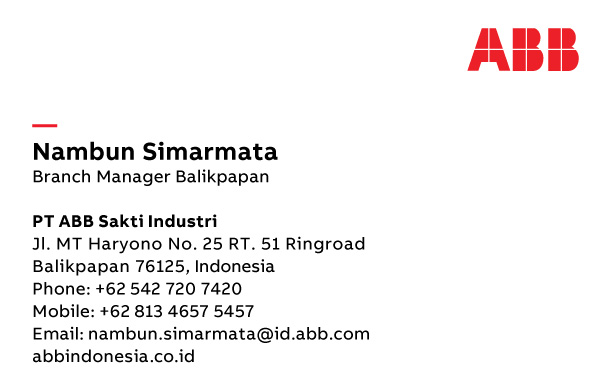 ABB
Nambun Simarmata
Branch Manager Balikpapan
PT ABB Sakti Industri
Jl. MT Haryono No. 25 RT. 51 Ringroad
Balikpapan 76125, Indonesia
Phone: +62 542 720 7420
Mobile: +62 813 4657 5457
Email: nambun.simarmata@id.abb.com
abbindonesia.co.id